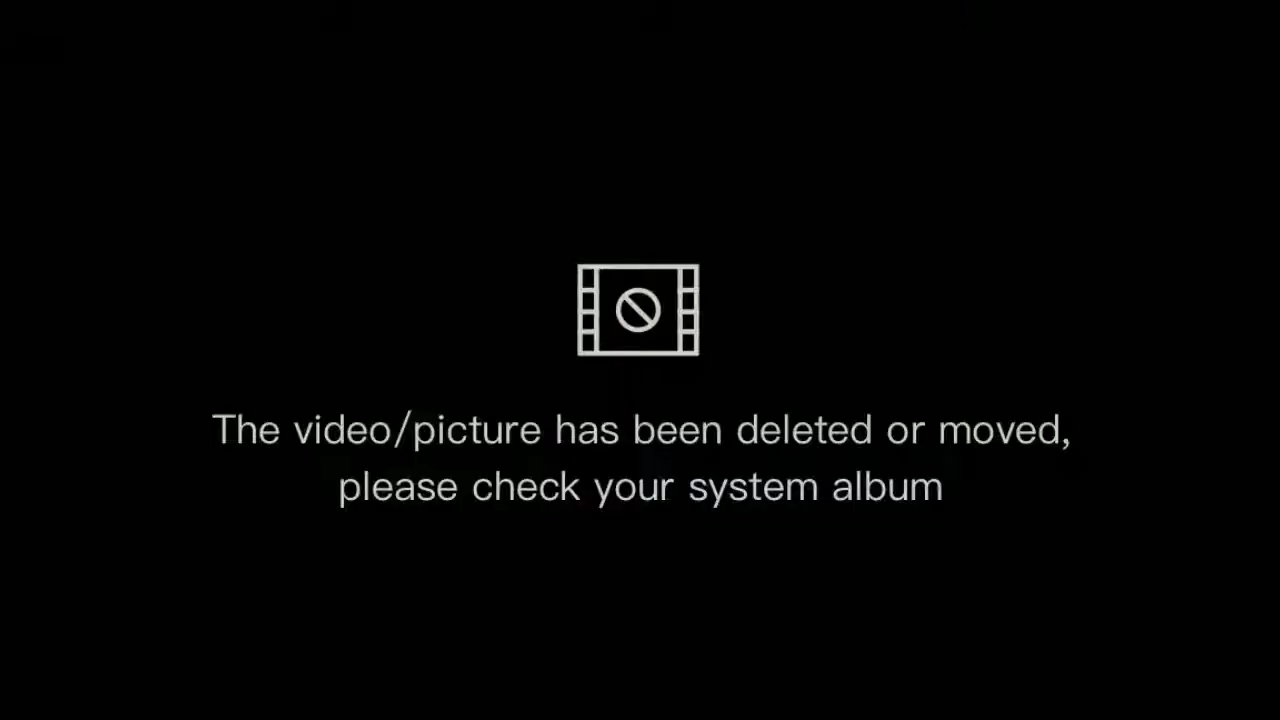 The video/picture has been deleted or moved,
please check your system album